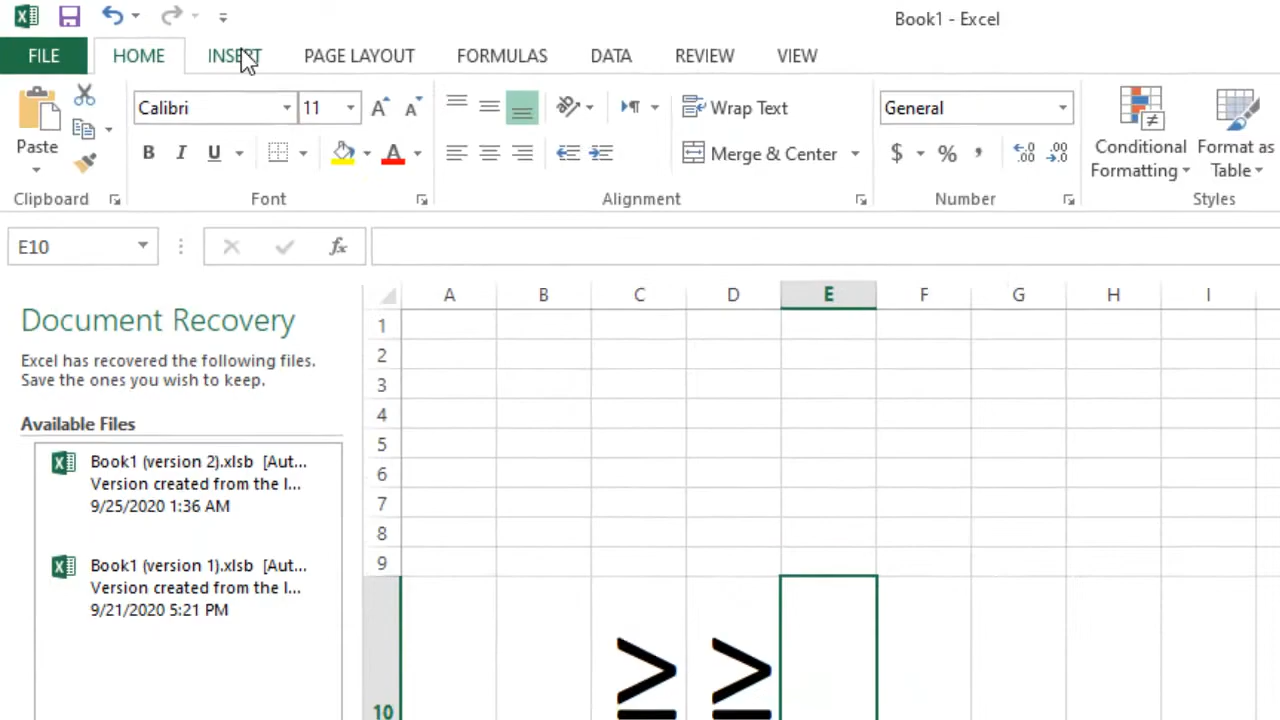 Book1 - Excel
FILE HOME INSERT PAGE LAYOUT FORMULAS DATA REVIEW VIEW
Calibri 11 Wrap Text General
Paste B I U A Merge & Center $ % , Conditional Formatting Format as Table
Clipboard Font Alignment Number Styles
E10 fx
A B C D E F G H I
Document Recovery
1
2
Excel has recovered the following files.
Save the ones you wish to keep.
3
4
Available Files
5
Book1 (version 2).xlsb [Aut...
6
Version created from the l...
7
9/25/2020 1:36 AM
8
9
Book1 (version 1).xlsb [Aut...
Version created from the l...
9/21/2020 5:21 PM
≥ ≥
10